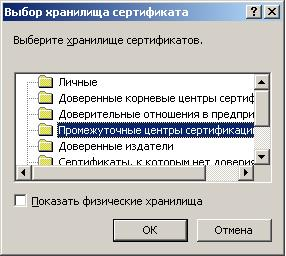 Выбор хранилища сертификата
Выберите хранилище сертификатов.
Личные
Доверенные корневые центры сертиф
Доверительные отношения в предпри
Промежуточные центры сертификаци
Доверенные издатели
Сертификаты, к которым нет доверия
Показать физические хранилища
ОК
Отмена